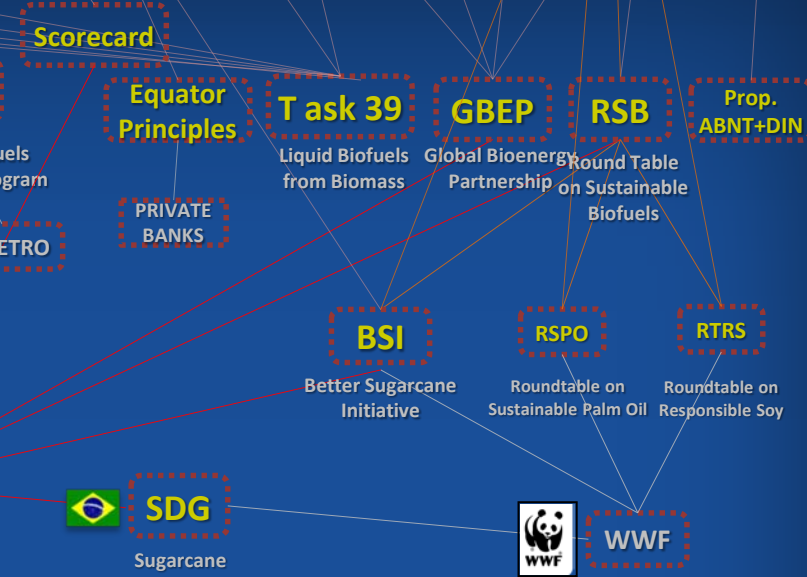 Scorecard
Equator
Principles
T ask 39
GBEP
RSB
Prop.
ABNT+DIN
uels
ogram
Liquid Biofuels
from Biomass
Global Bioenergy
Partnership
Round Table
on Sustainable
Biofuels
PRIVATE
BANKS
ETRO
BSI
RSPO
RTRS
Better Sugarcane
Initiative
Roundtable on
Sustainable Palm Oil
Roundtable on
Responsible Soy
SDG
Sugarcane
WWF
WWF